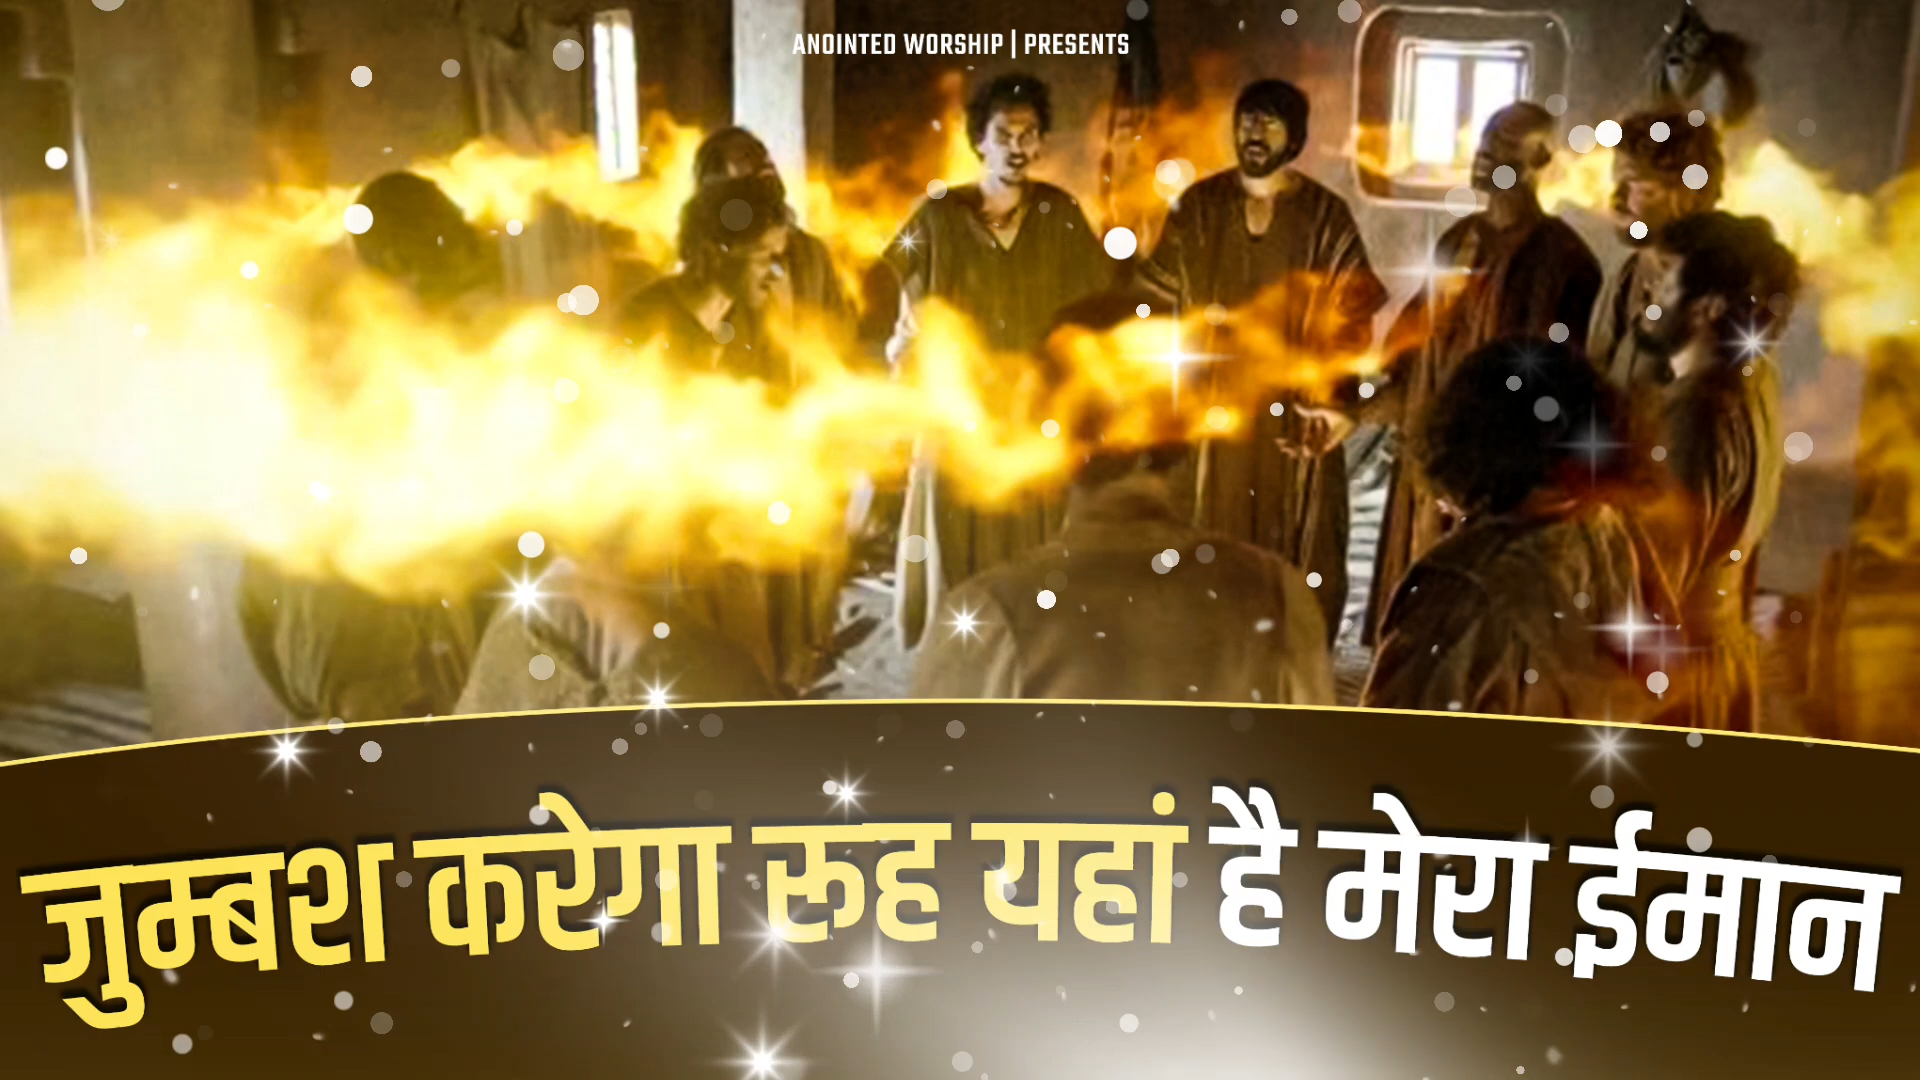 ANOINTED WORSHIP | PRESENTS
जुम्बश करेगा रूह यहां है मेरा ईमान